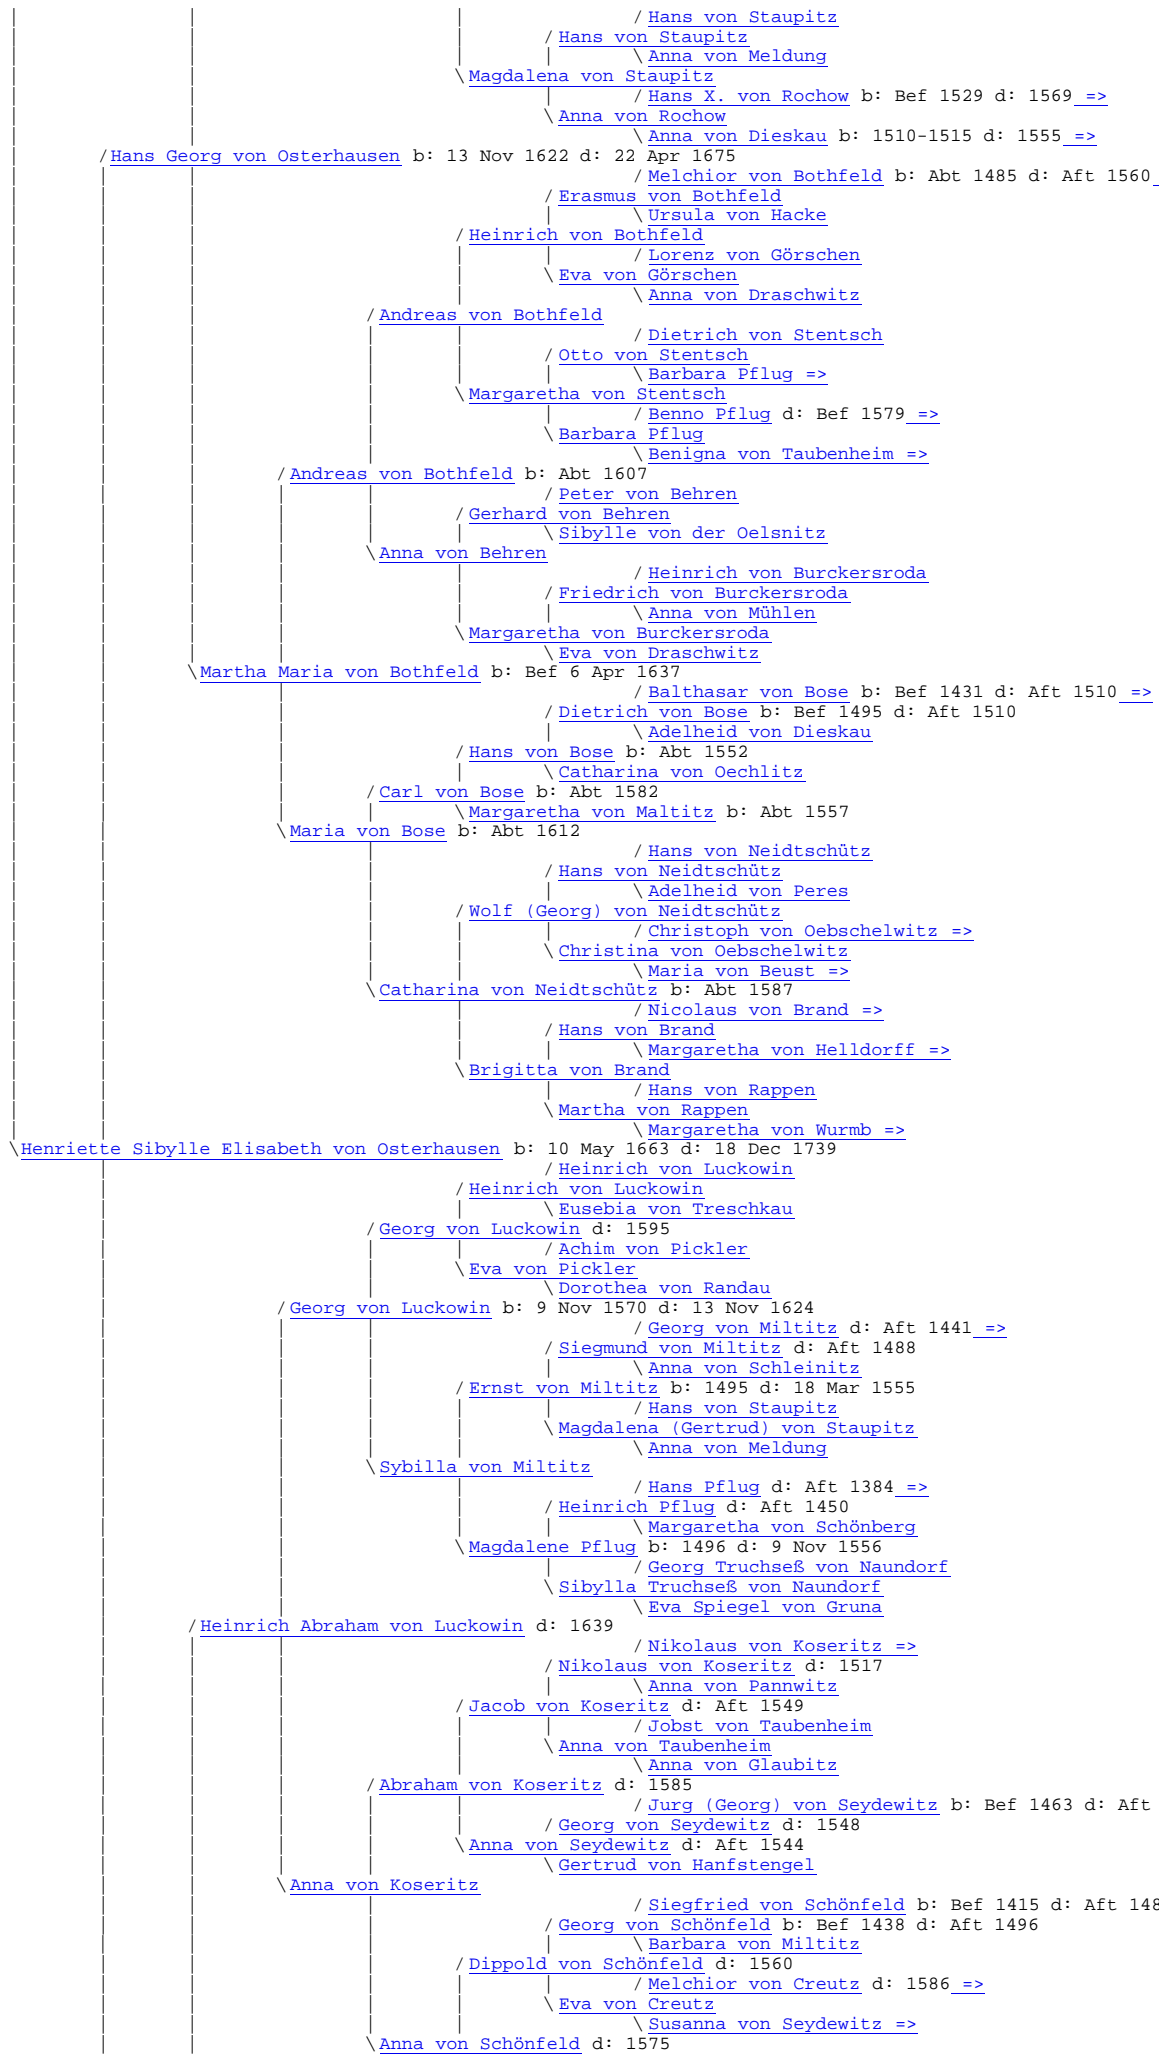 / Hans von Staupitz
/ Hans von Staupitz
\ Anna von Meldung
\ Magdalena von Staupitz
/ Hans X. von Rochow b: Bef 1529 d: 1569 =>
\ Anna von Rochow
\ Anna von Dieskau b: 1510-1515 d: 1555 =>
/ Hans Georg von Osterhausen b: 13 Nov 1622 d: 22 Apr 1675
/ Melchior von Bothfeld b: Abt 1485 d: Aft 1560
/ Erasmus von Bothfeld
\ Ursula von Hacke
/ Heinrich von Bothfeld
/ Lorenz von Görschen
\ Eva von Görschen
\ Anna von Draschwitz
/ Andreas von Bothfeld
/ Dietrich von Stentsch
/ Otto von Stentsch
\ Barbara Pflug =>
\ Margaretha von Stentsch
/ Benno Pflug d: Bef 1579 =>
\ Barbara Pflug
\ Benigna von Taubenheim =>
/ Andreas von Bothfeld b: Abt 1607
/ Peter von Behren
/ Gerhard von Behren
\ Sibylle von der Oelsnitz
\ Anna von Behren
/ Heinrich von Burckersroda
/ Friedrich von Burckersroda
\ Anna von Mühlen
\ Margaretha von Burckersroda
\ Eva von Draschwitz
\ Martha Maria von Bothfeld b: Bef 6 Apr 1637
/ Balthasar von Bose b: Bef 1431 d: Aft 1510 =>
/ Dietrich von Bose b: Bef 1495 d: Aft 1510
\ Adelheid von Dieskau
/ Hans von Bose b: Abt 1552
\ Catharina von Oechlitz
/ Carl von Bose b: Abt 1582
\ Margaretha von Maltitz b: Abt 1557
\ Maria von Bose b: Abt 1612
/ Hans von Neidtschütz
/ Hans von Neidtschütz
\ Adelheid von Peres
/ Wolf (Georg) von Neidtschütz
/ Christoph von Oebschelwitz =>
\ Christina von Oebschelwitz
\ Maria von Beust =>
\ Catharina von Neidtschütz b: Abt 1587
/ Nicolaus von Brand =>
/ Hans von Brand
\ Margaretha von Helldorff =>
\ Brigitta von Brand
/ Hans von Rappen
\ Martha von Rappen
\ Margaretha von Wurmb =>
\ Henriette Sibylle Elisabeth von Osterhausen b: 10 May 1663 d: 18 Dec 1739
/ Heinrich von Luckowin
/ Heinrich von Luckowin
\ Eusebia von Treschkau
/ Georg von Luckowin d: 1595
/ Achim von Pickler
\ Eva von Pickler
\ Dorothea von Randau
/ Georg von Luckowin b: 9 Nov 1570 d: 13 Nov 1624
/ Georg von Miltitz d: Aft 1441 =>
/ Siegmund von Miltitz d: Aft 1488
\ Anna von Schleinitz
/ Ernst von Miltitz b: 1495 d: 18 Mar 1555
/ Hans von Staupitz
\ Magdalena (Gertrud) von Staupitz
\ Anna von Meldung
\ Sybilla von Miltitz
/ Hans Pflug d: Aft 1384 =>
/ Heinrich Pflug d: Aft 1450
\ Margaretha von Schönberg
\ Magdalene Pflug b: 1496 d: 9 Nov 1556
/ Georg Truchseß von Naundorf
\ Sibylla Truchseß von Naundorf
\ Eva Spiegel von Gruna
/ Heinrich Abraham von Luckowin d: 1639
/ Nikolaus von Koseritz =>
/ Nikolaus von Koseritz d: 1517
\ Anna von Pannwitz
/ Jacob von Koseritz d: Aft 1549
/ Jobst von Taubenheim
\ Anna von Taubenheim
\ Anna von Glaubitz
/ Abraham von Koseritz d: 1585
/ Jurg (Georg) von Seydewitz b: Bef 1463 d: Aft
/ Georg von Seydewitz d: 1548
\ Anna von Seydewitz d: Aft 1544
\ Gertrud von Hanfstengel
\ Anna von Koseritz
/ Siegfried von Schönfeld b: Bef 1415 d: Aft 148
/ Georg von Schönfeld b: Bef 1438 d: Aft 1496
\ Barbara von Miltitz
/ Dippold von Schönfeld d: 1560
/ Melchior von Creutz d: 1586 =>
\ Eva von Creutz
\ Susanna von Seydewitz =>
\ Anna von Schönfeld d: 1575